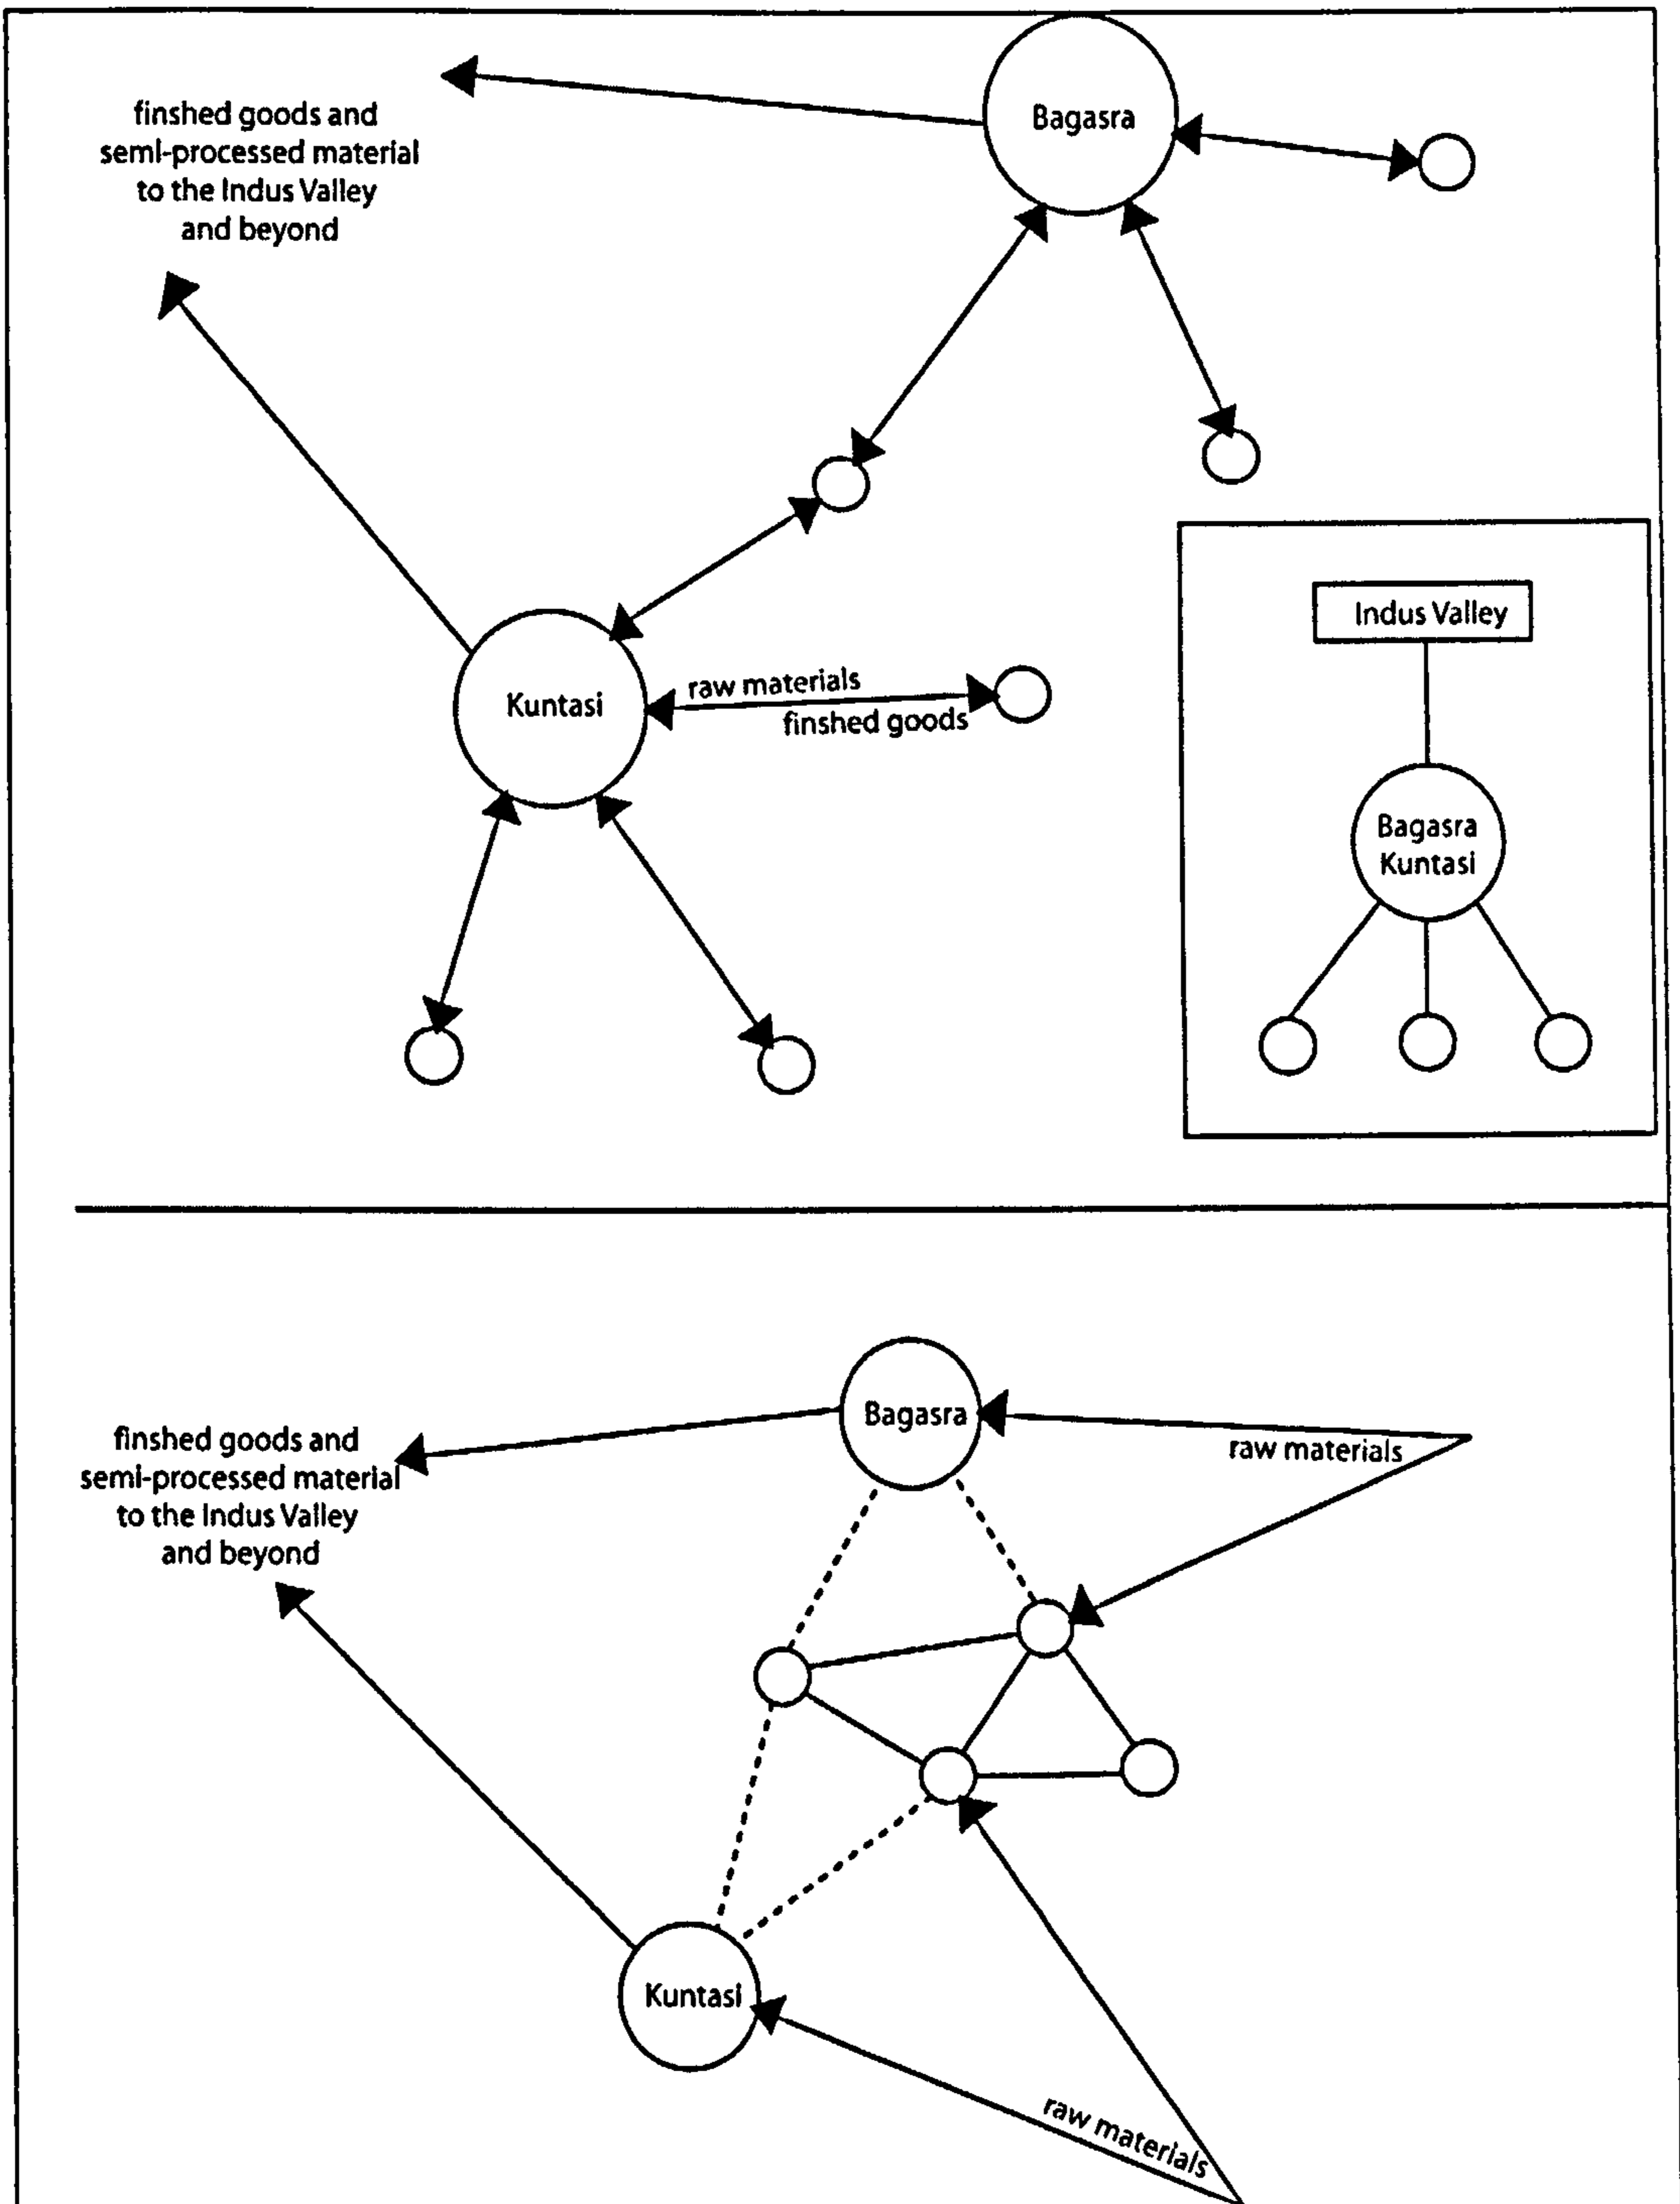 Bagasra
finshed goods and
semi-processed material
to the Indus Valley
and beyond
Indus Valley
raw materials
Kuntasi
finshed goods
Bagasra
Kuntasi
Bagasra
finshed goods and
semi-processed material
to the Indus Valley
and beyond
raw materials
Kuntasi
raw materials